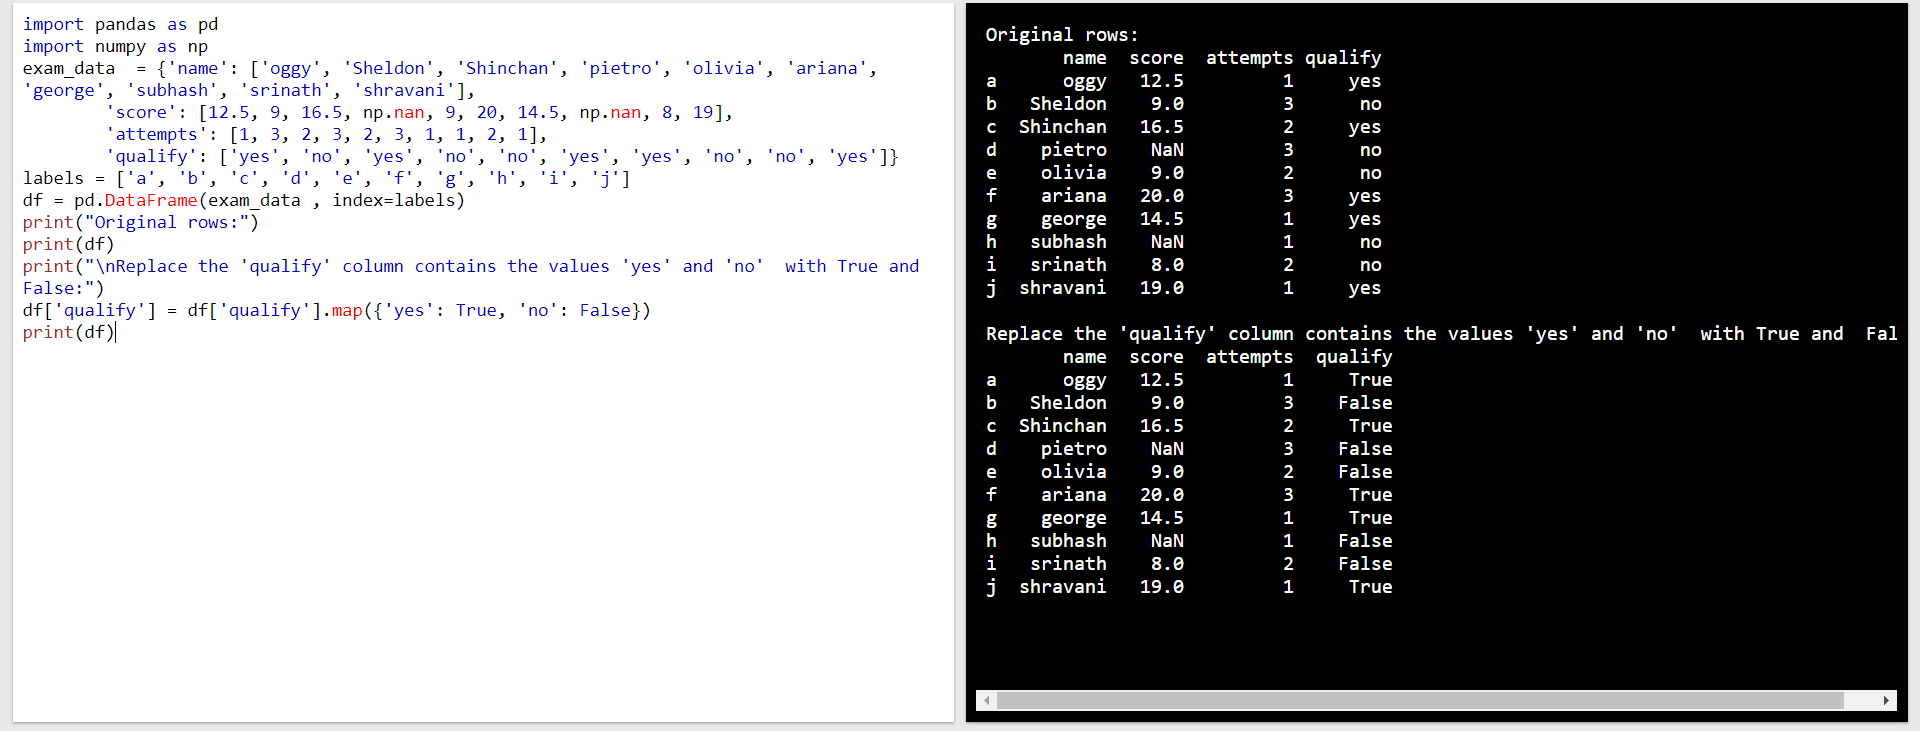 import pandas as pd
import numpy as np
exam_data  = {'name': ['oggy', 'Sheldon', 'Shinchan', 'pietro', 'olivia', 'ariana',
'george', 'subhash', 'srinath', 'shravani'],
        'score': [12.5, 9, 16.5, np.nan, 9, 20, 14.5, np.nan, 8, 19],
        'attempts': [1, 3, 2, 3, 2, 3, 1, 1, 2, 1],
        'qualify': ['yes', 'no', 'yes', 'no', 'no', 'yes', 'yes', 'no', 'no', 'yes']}
labels = ['a', 'b', 'c', 'd', 'e', 'f', 'g', 'h', 'i', 'j']
df = pd.DataFrame(exam_data , index=labels)
print("Original rows:")
print(df)
print("\nReplace the 'qualify' column contains the values 'yes' and 'no'  with True and
False:")
df['qualify'] = df['qualify'].map({'yes': True, 'no': False})
print(df)
Original rows:
       name  score  attempts qualify
a      oggy   12.5         1     yes
b   Sheldon    9.0         3      no
c  Shinchan   16.5         2     yes
d    pietro    NaN         3      no
e    olivia    9.0         2      no
f    ariana   20.0         3     yes
g    george   14.5         1     yes
h   subhash    NaN         1      no
i   srinath    8.0         2      no
j  shravani   19.0         1     yes
Replace the 'qualify' column contains the values 'yes' and 'no'  with True and  Fal
       name  score  attempts  qualify
a      oggy   12.5         1     True
b   Sheldon    9.0         3    False
c  Shinchan   16.5         2     True
d    pietro    NaN         3    False
e    olivia    9.0         2    False
f    ariana   20.0         3     True
g    george   14.5         1     True
h   subhash    NaN         1    False
i   srinath    8.0         2    False
j  shravani   19.0         1     True